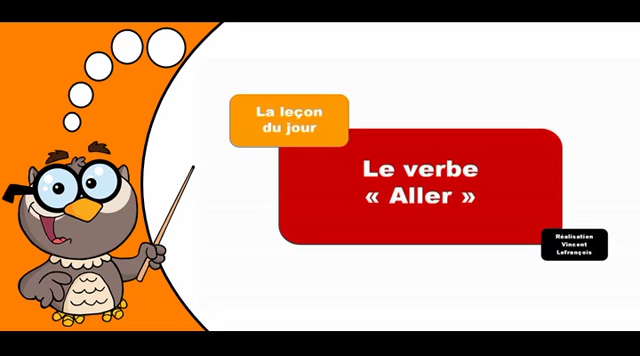 La leçon
du jour
Le verbe
« Aller »
Réalisation
Vincent
Lefrançois